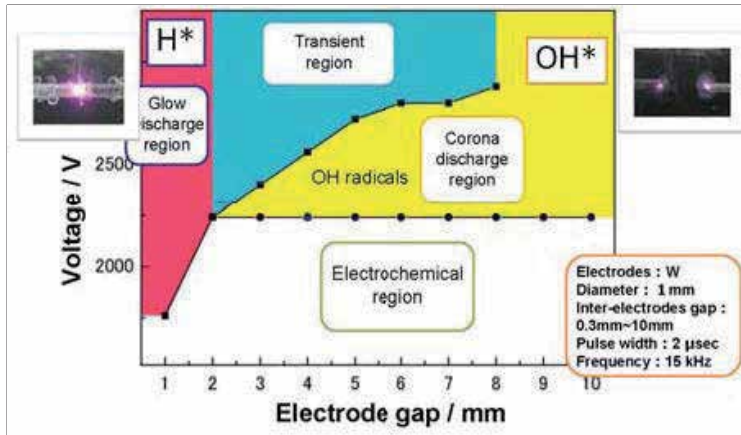 H*
Transient
region
OH*
Glow
discharge
region
Corona
discharge
region
OH radicals
2500
2000
Voltage / V
Electrochemical
region
Electrodes : W
Diameter : 1 mm
Inter-electrodes gap :
0.3mm~10mm
Pulse width : 2 μsec
Frequency : 15 kHz
1 2 3 4 5 6 7 8 9 10
Electrode gap / mm